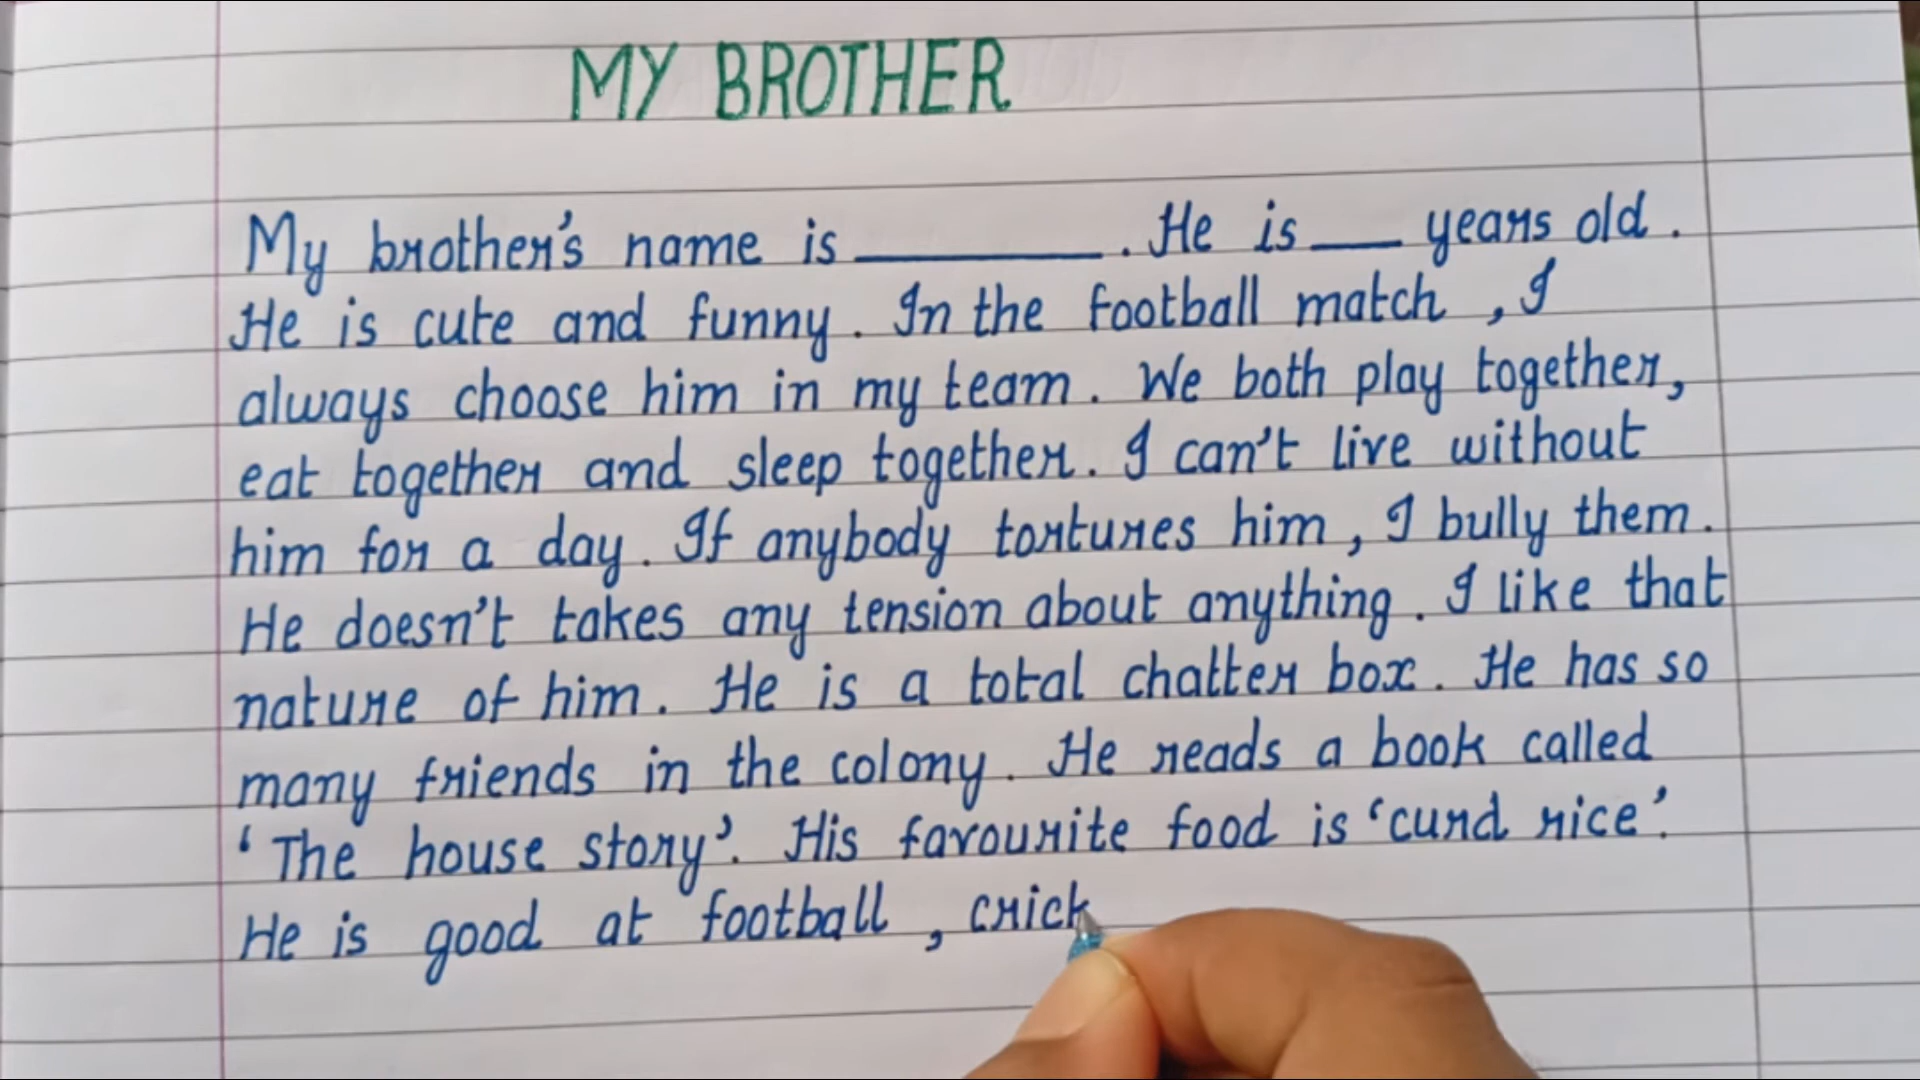 MY BROTHER
My brother's name is ________. He is ___ years old.
He is cute and funny. In the football match, I
always choose him in my team. We both play together,
eat together and sleep together. I can't live without
him for a day. If anybody tortures him, I bully them.
He doesn't takes any tension about anything. I like that
nature of him. He is a total chatter box. He has so
many friends in the colony. He reads a book called
'The house story'. His favourite food is 'curd rice'.
He is good at football, crick